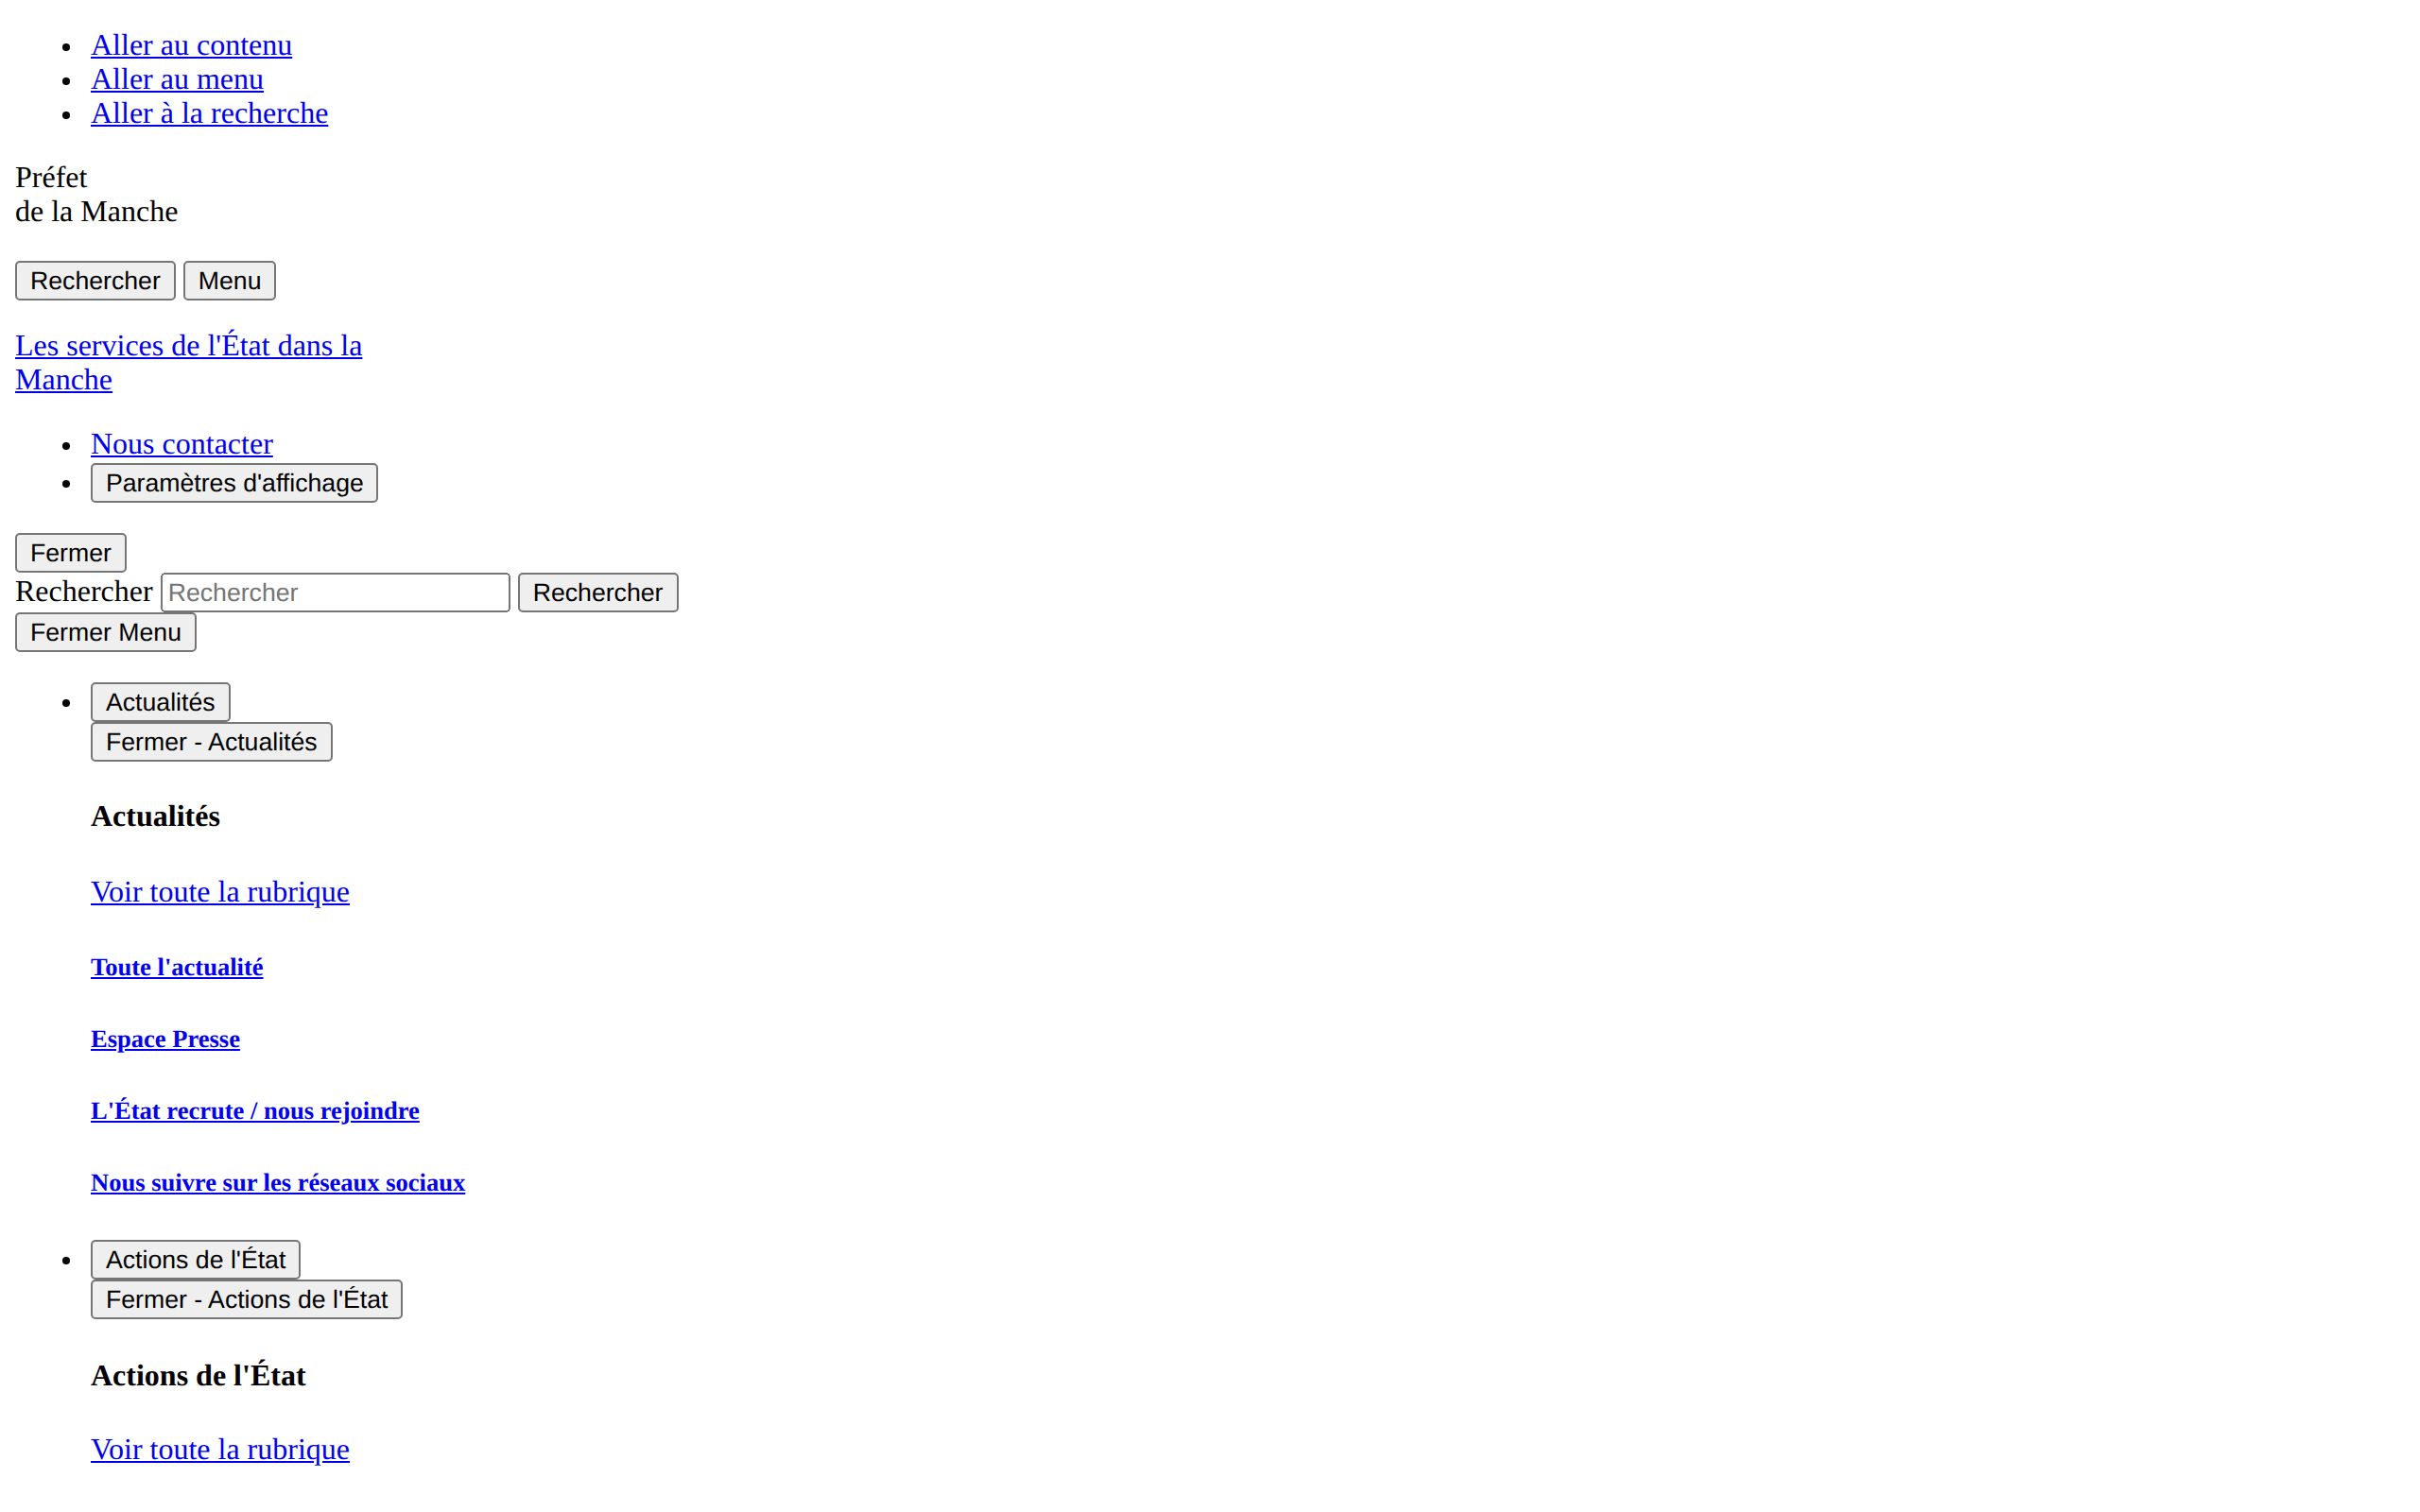 Aller au contenu
Aller au menu
Aller à la recherche
Préfet
de la Manche
Rechercher Menu
Les services de l'État dans la
Manche
Nous contacter
Paramètres d'affichage
Fermer
Rechercher Rechercher Rechercher
Fermer Menu
Actualités
Fermer - Actualités
Actualités
Voir toute la rubrique
Toute l'actualité
Espace Presse
L'État recrute / nous rejoindre
Nous suivre sur les réseaux sociaux
Actions de l'État
Fermer - Actions de l'État
Actions de l'État
Voir toute la rubrique